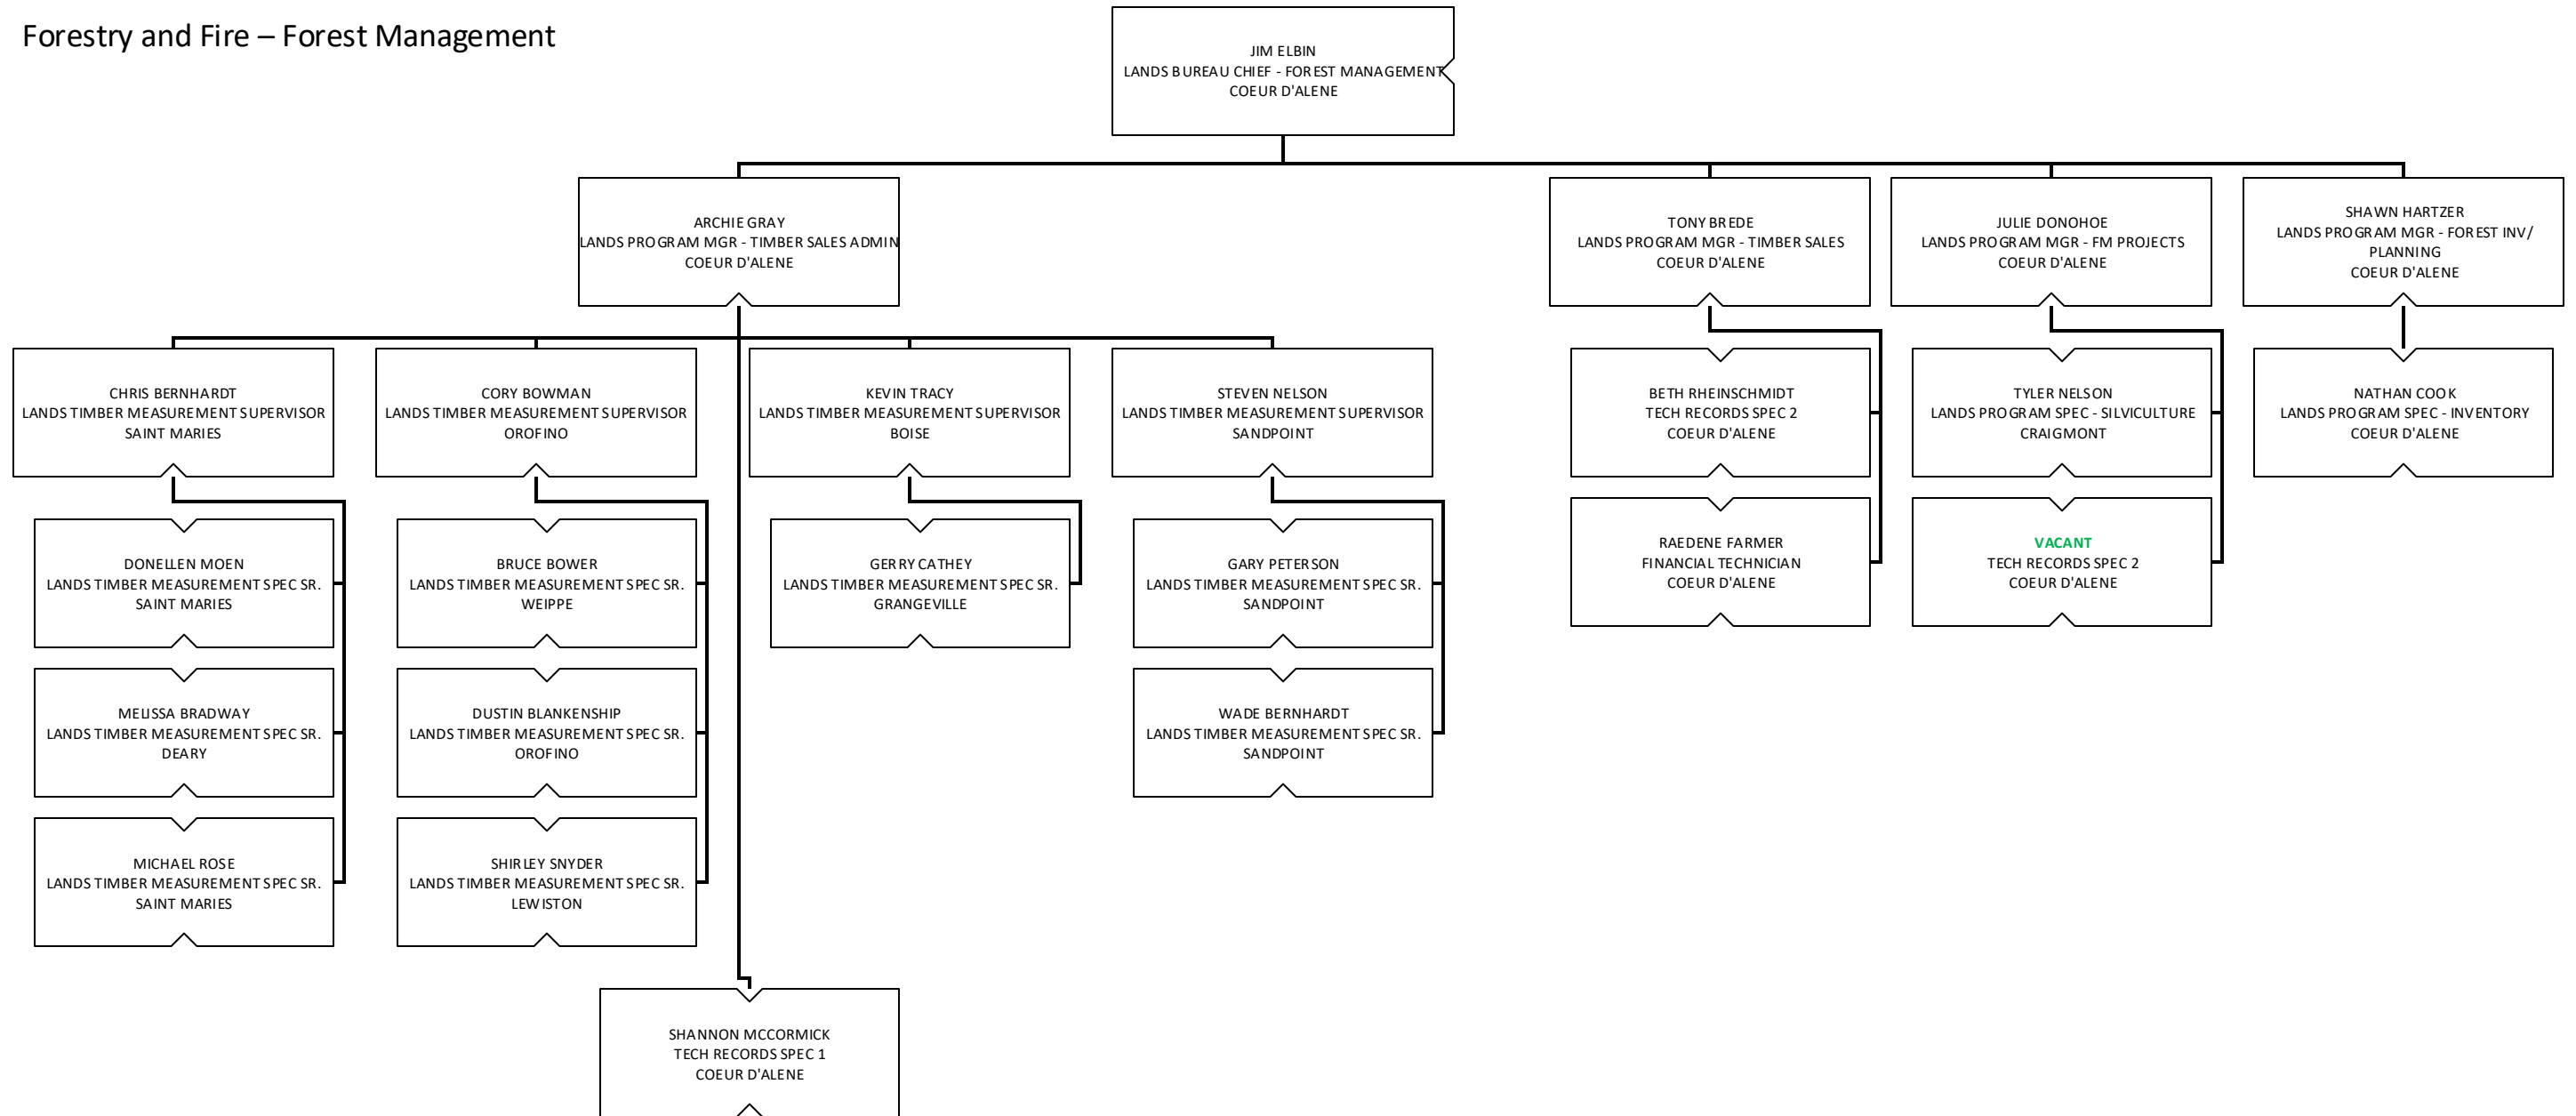 Forestry and Fire – Forest Management
JIM ELBIN
LANDS BUREAU CHIEF - FOREST MANAGEMENT
COEUR D'ALENE
ARCHIE GRAY
LANDS PROGRAM MGR - TIMBER SALES ADMIN
COEUR D'ALENE
TONY BREDE
LANDS PROGRAM MGR - TIMBER SALES
COEUR D'ALENE
JULIE DONOHOE
LANDS PROGRAM MGR - FM PROJECTS
COEUR D'ALENE
SHAWN HARTZER
LANDS PROGRAM MGR - FOREST INV/
PLANNING
COEUR D'ALENE
CHRIS BERNHARDT
LANDS TIMBER MEASUREMENT SUPERVISOR
SAINT MARIES
CORY BOWMAN
LANDS TIMBER MEASUREMENT SUPERVISOR
OROFINO
KEVIN TRACY
LANDS TIMBER MEASUREMENT SUPERVISOR
BOISE
STEVEN NELSON
LANDS TIMBER MEASUREMENT SUPERVISOR
SANDPOINT
BETH RHEINSCHMIDT
TECH RECORDS SPEC 2
COEUR D'ALENE
TYLER NELSON
LANDS PROGRAM SPEC - SILVICULTURE
CRAIGMONT
NATHAN COOK
LANDS PROGRAM SPEC - INVENTORY
COEUR D'ALENE
DONELLEN MOEN
LANDS TIMBER MEASUREMENT SPEC SR.
SAINT MARIES
BRUCE BOWER
LANDS TIMBER MEASUREMENT SPEC SR.
WEIPPE
GERRY CATHEY
LANDS TIMBER MEASUREMENT SPEC SR.
GRANGEVILLE
GARY PETERSON
LANDS TIMBER MEASUREMENT SPEC SR.
SANDPOINT
RAEDENE FARMER
FINANCIAL TECHNICIAN
COEUR D'ALENE
VACANT
TECH RECORDS SPEC 2
COEUR D'ALENE
MELISSA BRADWAY
LANDS TIMBER MEASUREMENT SPEC SR.
DEARY
DUSTIN BLANKENSHIP
LANDS TIMBER MEASUREMENT SPEC SR.
OROFINO
WADE BERNHARDT
LANDS TIMBER MEASUREMENT SPEC SR.
SANDPOINT
MICHAEL ROSE
LANDS TIMBER MEASUREMENT SPEC SR.
SAINT MARIES
SHIRLEY SNYDER
LANDS TIMBER MEASUREMENT SPEC SR.
LEWISTON
SHANNON MCCORMICK
TECH RECORDS SPEC 1
COEUR D'ALENE